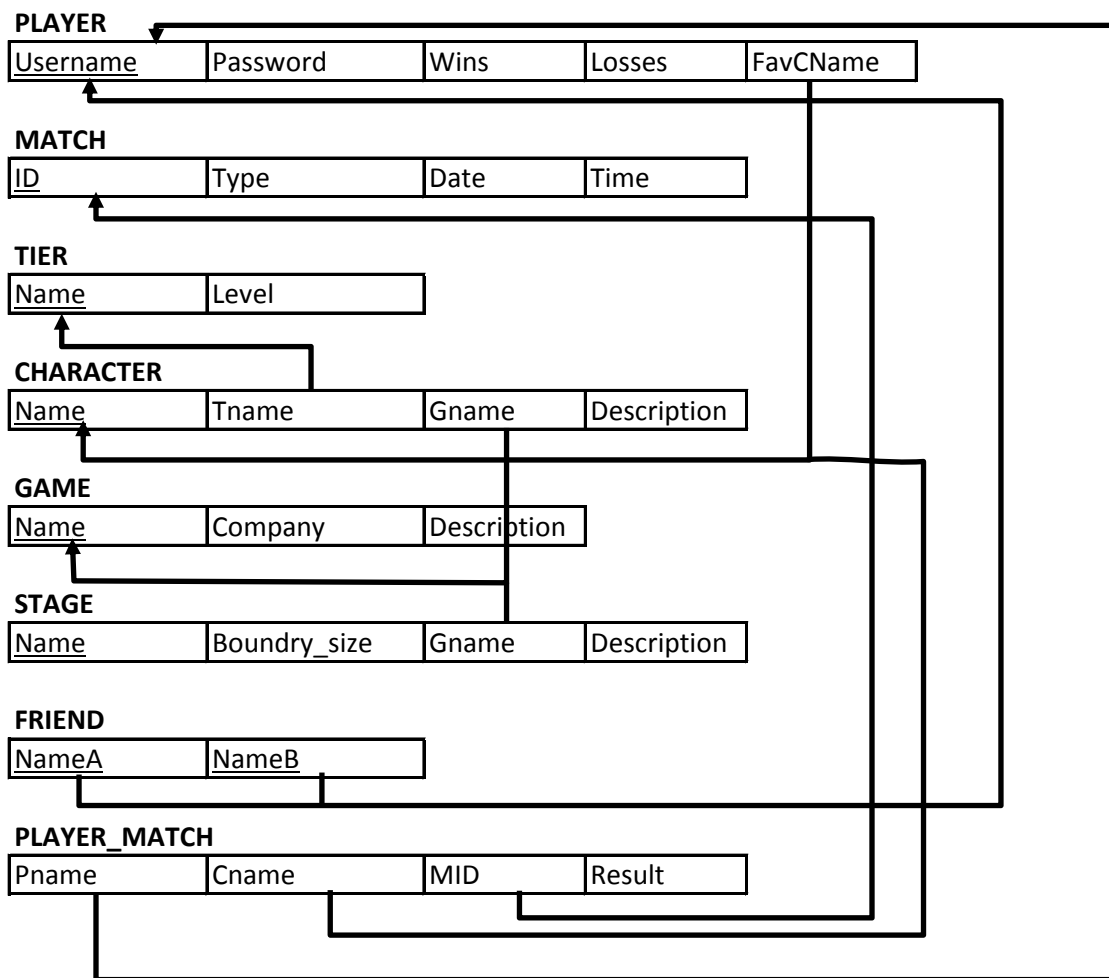 PLAYER
Username Password Wins Losses FavCName
MATCH
ID Type Date Time
TIER
Name Level
CHARACTER
Name Tname Gname Description
GAME
Name Company Description
STAGE
Name Boundry_size Gname Description
FRIEND
NameA NameB
PLAYER_MATCH
Pname Cname MID Result